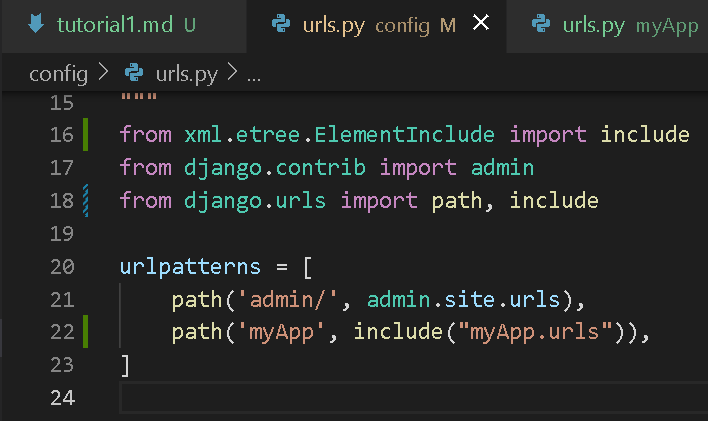 tutorial1.md U urls.py config M urls.py myApp
config > urls.py > ...
15 """
16 from xml.etree.ElementInclude import include
17 from django.contrib import admin
18 from django.urls import path, include
19
20 urlpatterns = [
21     path('admin/', admin.site.urls),
22     path('myApp', include("myApp.urls")),
23 ]
24